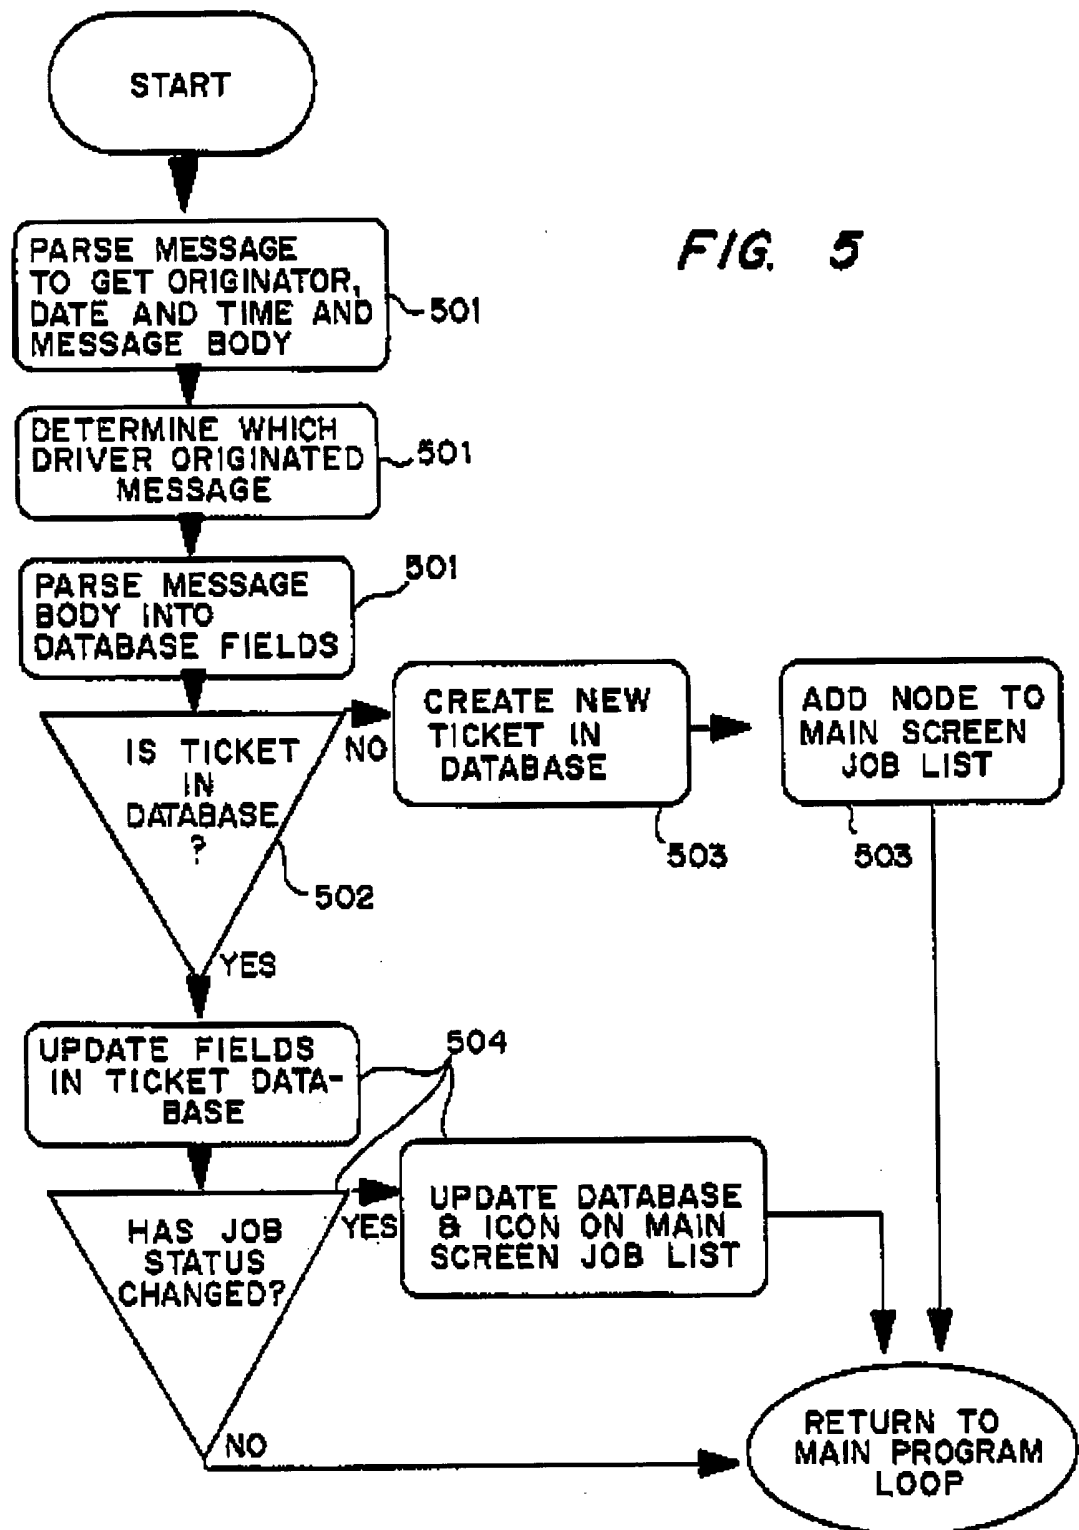 START
FIG. 5
PARSE MESSAGE
TO GET ORIGINATOR,
DATE AND TIME AND
MESSAGE BODY
501
DETERMINE WHICH
DRIVER ORIGINATED
MESSAGE
501
PARSE MESSAGE
BODY INTO
DATABASE FIELDS
501
IS TICKET
IN
DATABASE
?
502
NO
CREATE NEW
TICKET IN
DATABASE
503
ADD NODE TO
MAIN SCREEN
JOB LIST
503
YES
UPDATE FIELDS
IN TICKET DATA-
BASE
504
HAS JOB
STATUS
CHANGED?
YES
UPDATE DATABASE
& ICON ON MAIN
SCREEN JOB LIST
NO
RETURN TO
MAIN PROGRAM
LOOP